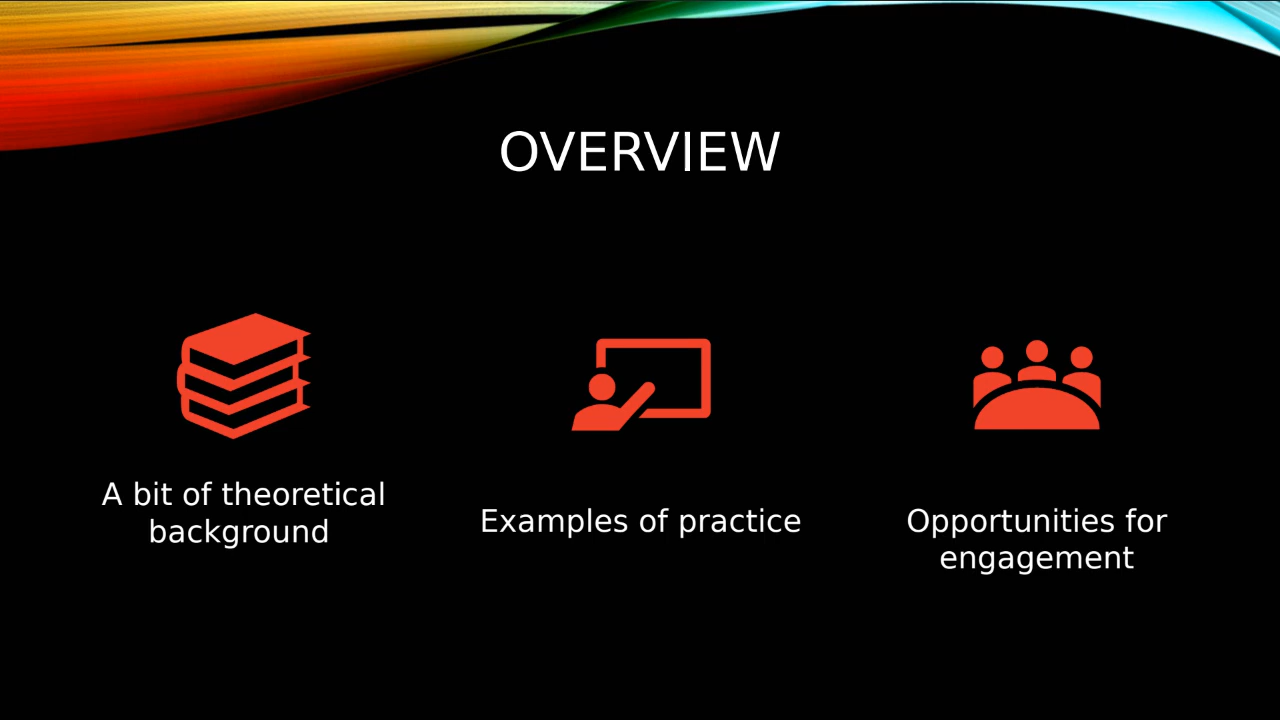 OVERVIEW
A bit of theoretical
background
Examples of practice
Opportunities for
engagement